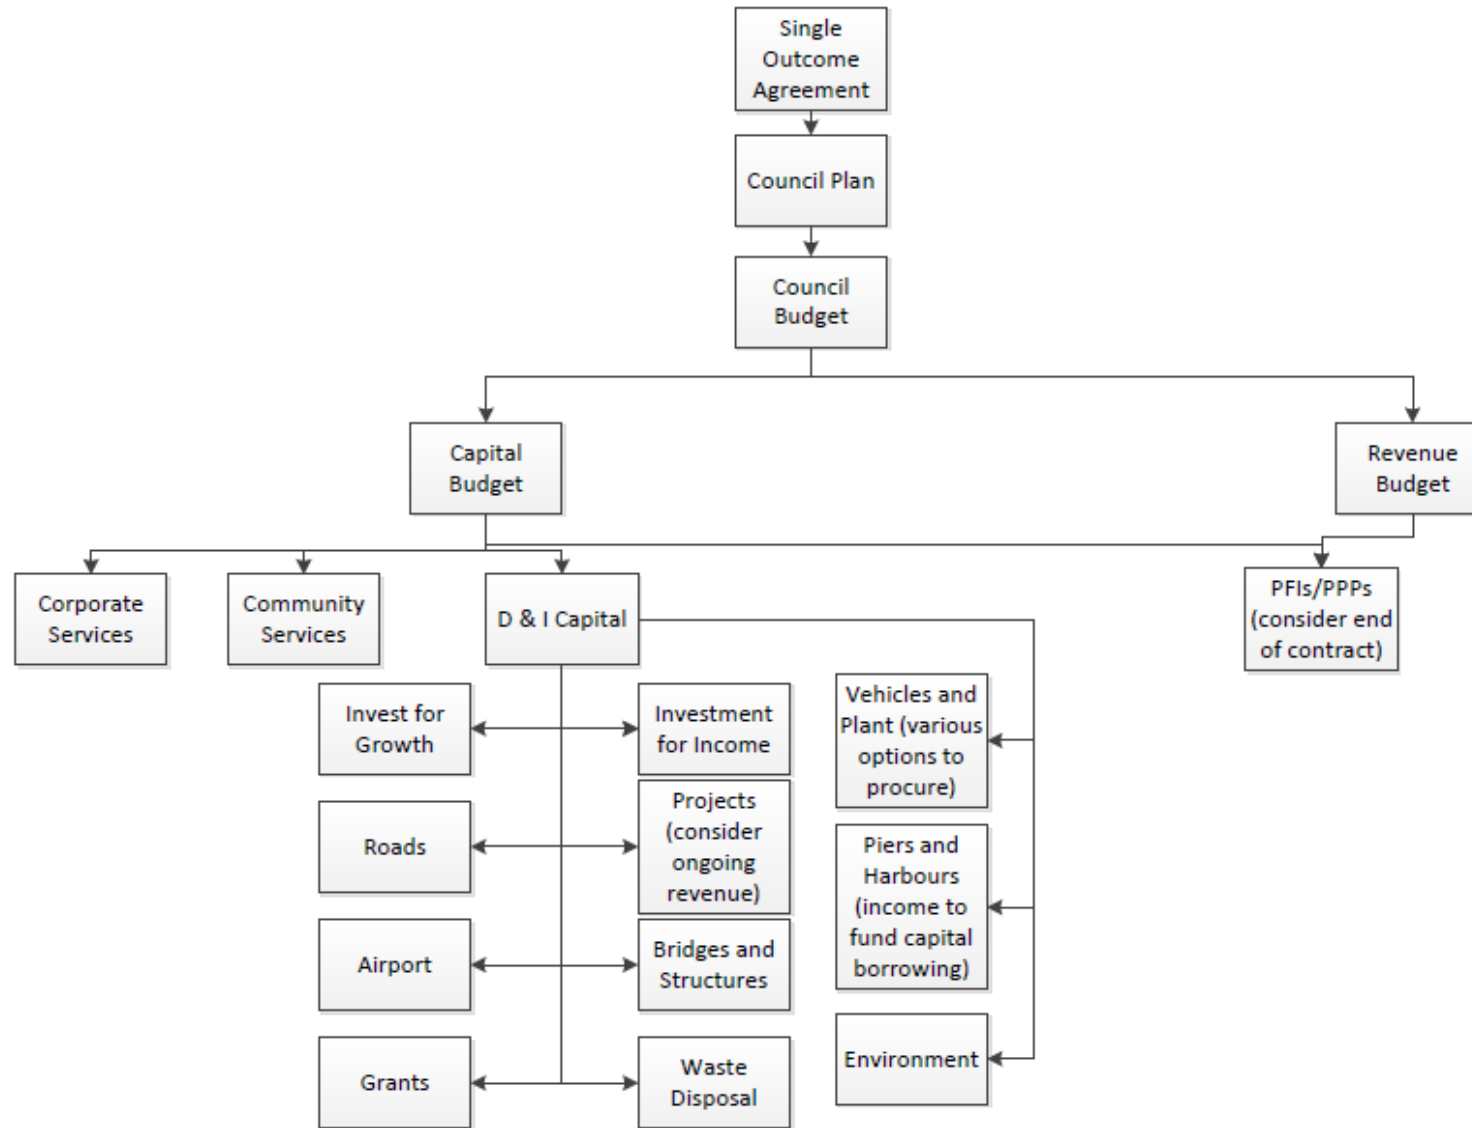 Single
Outcome
Agreement
Council Plan
Council
Budget
Capital
Budget
Revenue
Budget
Corporate
Services
Community
Services
D & I Capital
PFIs/PPPs
(consider end
of contract)
Invest for
Growth
Investment
for Income
Vehicles and
Plant (various
options to
procure)
Roads
Projects
(consider
ongoing
revenue)
Piers and
Harbours
(income to
fund capital
borrowing)
Airport
Bridges and
Structures
Grants
Waste
Disposal
Environment